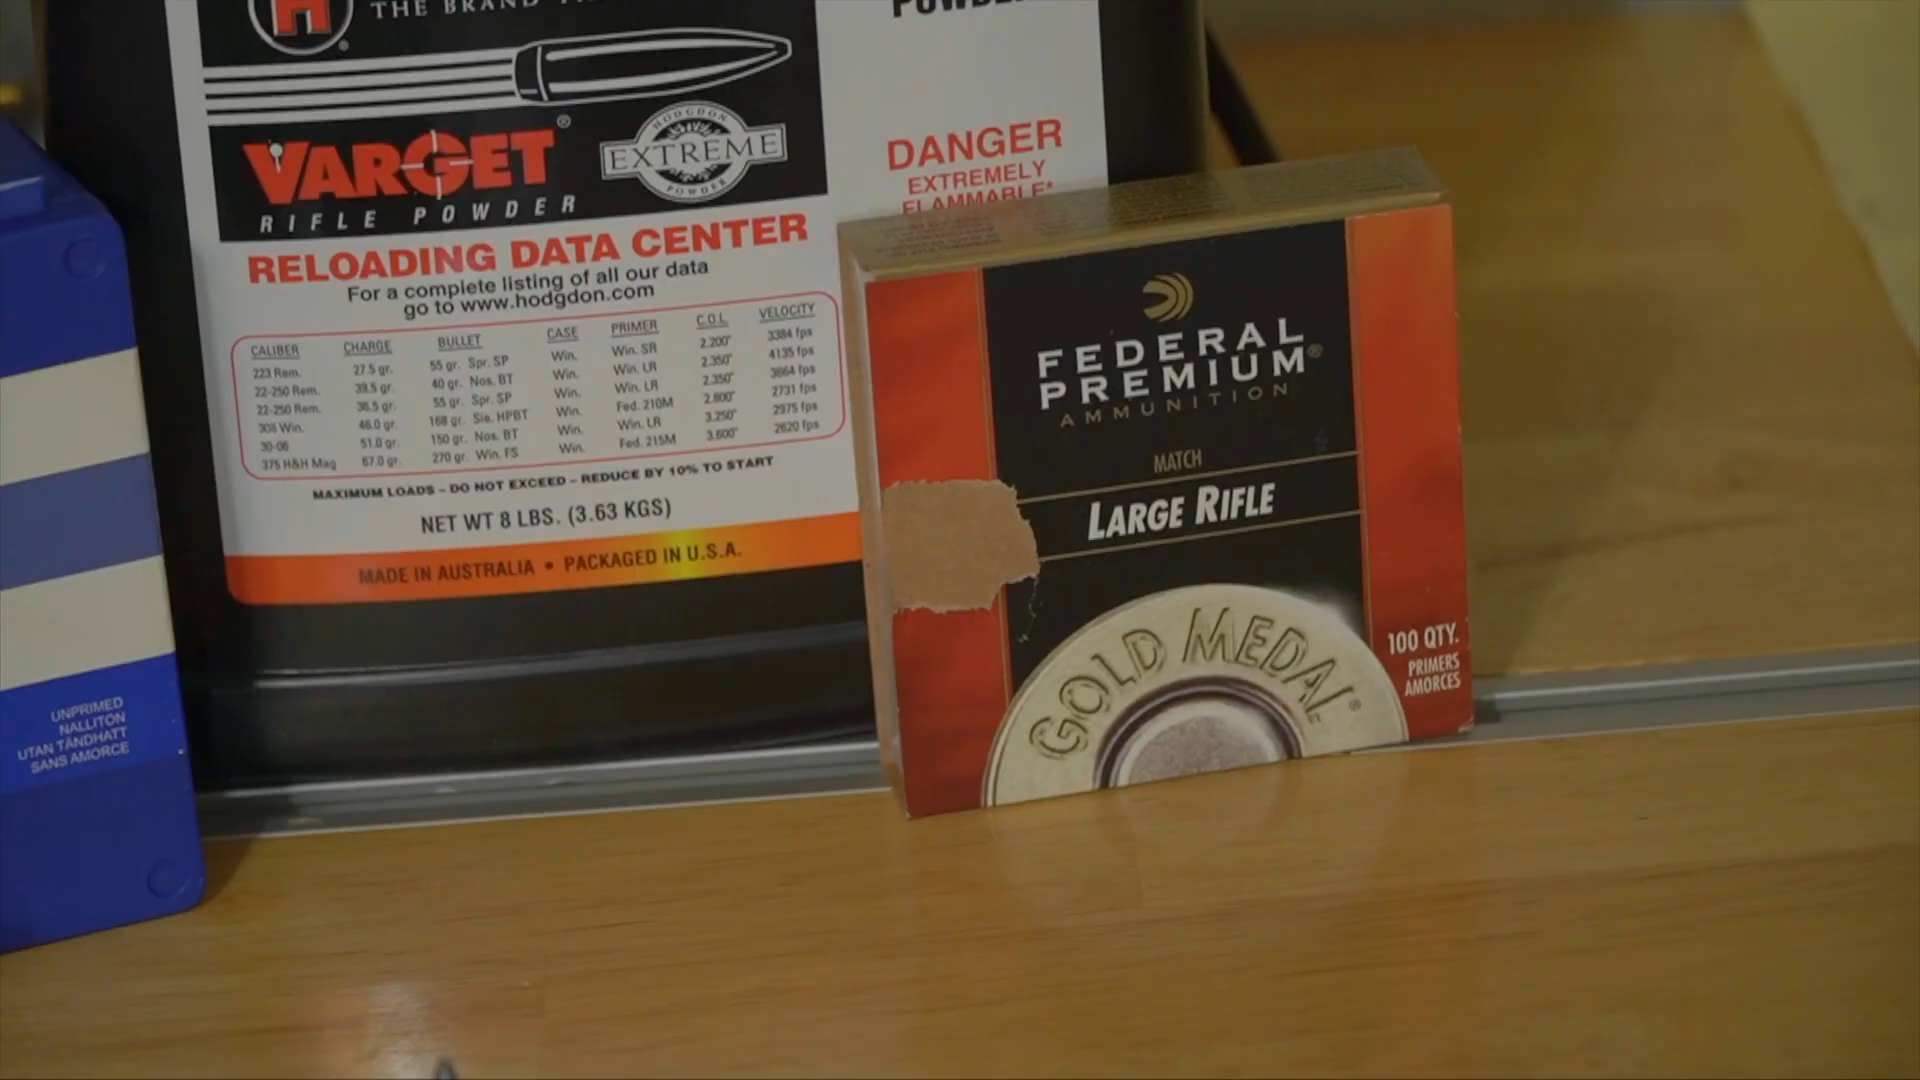 THE BRAND
H
VARGET®
RIFLE POWDER
HODGDON
EXTREME
POWDER
RELOADING DATA CENTER
For a complete listing of all our data
go to www.hodgdon.com
CALIBER CHARGE BULLET CASE PRIMER C.O.L. VELOCITY
223 Rem. 27.5 gr. 55 gr. Spr. SP Win. Win. SR 2.200" 3384 fps
22-250 Rem. 39.5 gr. 40 gr. Nos. BT Win. Win. LR 2.350" 4135 fps
22-250 Rem. 36.5 gr. 55 gr. Spr. SP Win. Win. LR 2.350" 3664 fps
308 Win. 46.0 gr. 168 gr. Sie. HPBT Win. Fed. 210M 2.800" 2731 fps
30-06 51.0 gr. 150 gr. Nos. BT Win. Win. LR 3.250" 2975 fps
375 H&H Mag 67.0 gr. 270 gr. Win. FS Win. Fed. 215M 3.600" 2620 fps
MAXIMUM LOADS – DO NOT EXCEED – REDUCE BY 10% TO START
NET WT 8 LBS. (3.63 KGS)
MADE IN AUSTRALIA • PACKAGED IN U.S.A.
DANGER
EXTREMELY
FLAMMABLE*
FEDERAL
PREMIUM®
AMMUNITION
MATCH
LARGE RIFLE
GOLD MEDAL®
100 QTY.
PRIMERS
AMORCES
UNPRIMED
NALLITON
UTAN TÄNDHATT
SANS AMORCE